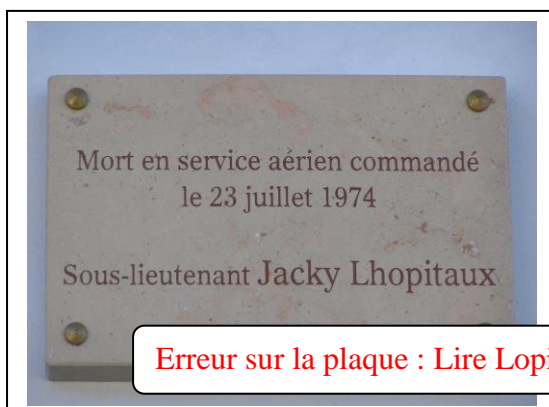 Mort en service aérien commandé
le 23 juillet 1974
Sous-lieutenant Jacky Lhopitaux
Erreur sur la plaque : Lire